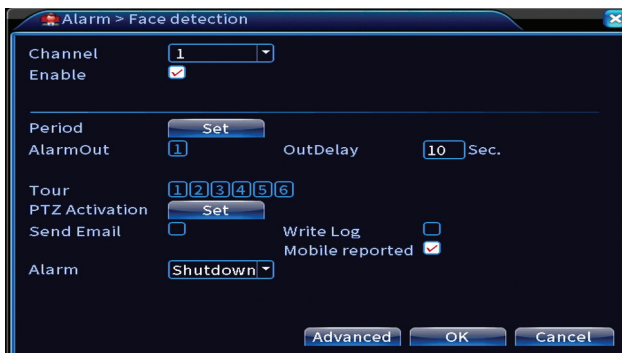 Alarm > Face detection
Channel 1
Enable
Period Set
AlarmOut 1 OutDelay 10 Sec.
Tour 1 2 3 4 5 6
PTZ Activation Set
Send Email Write Log
Mobile reported
Alarm Shutdown
Advanced OK Cancel